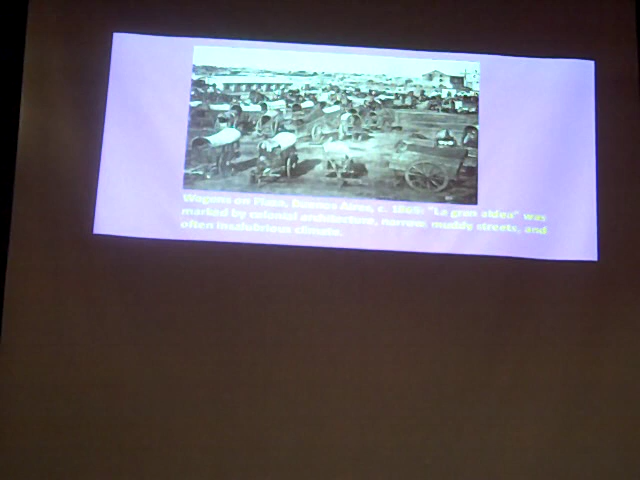 Wagons on Plaza, Buenos Aires, c. 1865: "La gran aldea" was
marked by colonial architecture, narrow, muddy streets, and
often insalubrious climate.